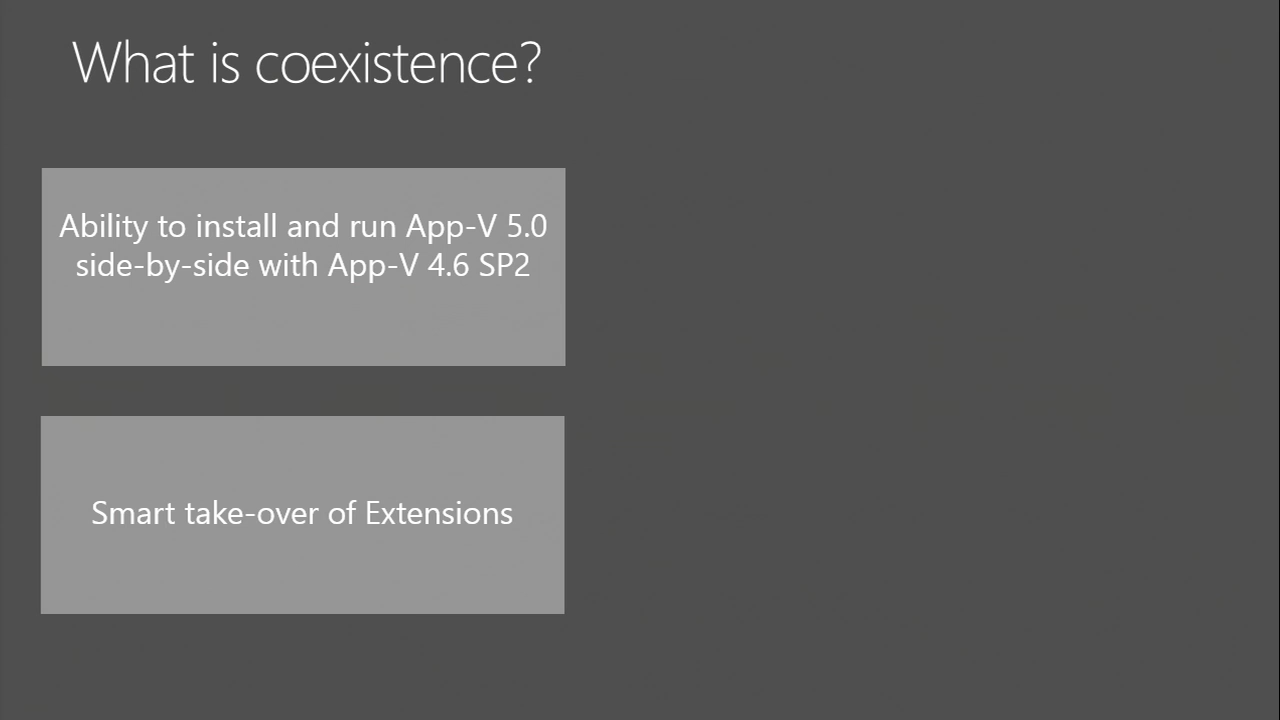 What is coexistence?
Ability to install and run App-V 5.0
side-by-side with App-V 4.6 SP2
Smart take-over of Extensions